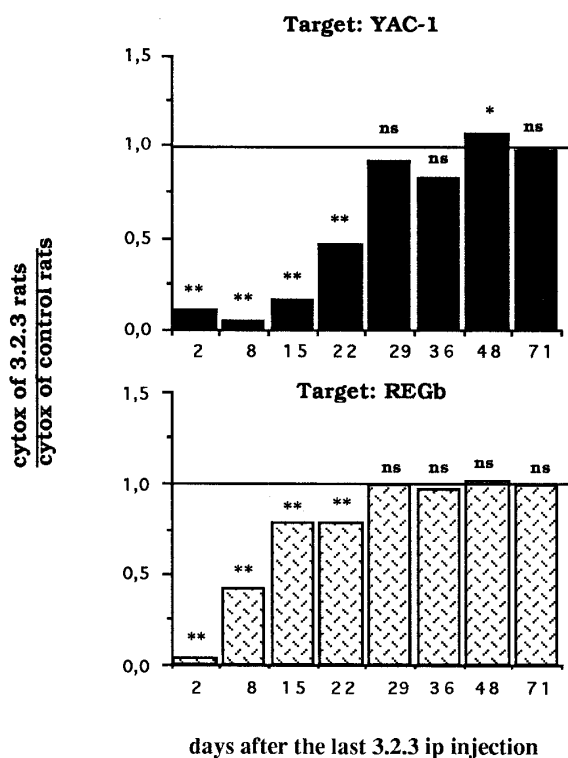 Target: YAC-1
1,5
1,0
0,5
0,0
** ** ** ** ns ns * ns
2 8 15 22 29 36 48 71
cytox of 3.2.3 rats
cytox of control rats
Target: REGb
1,5
1,0
0,5
0,0
** ** ** ** ns ns ns ns
2 8 15 22 29 36 48 71
days after the last 3.2.3 ip injection